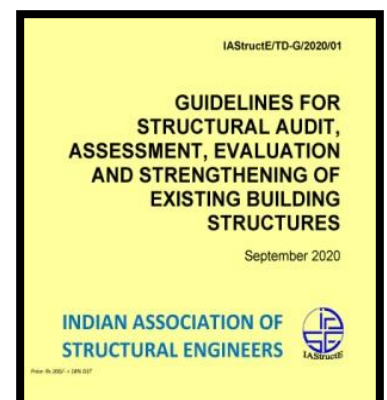 IAStructE/TD-G/2020/01
GUIDELINES FOR
STRUCTURAL AUDIT,
ASSESSMENT, EVALUATION
AND STRENGTHENING OF
EXISTING BUILDING
STRUCTURES
September 2020
INDIAN ASSOCIATION OF
STRUCTURAL ENGINEERS
IAStructE